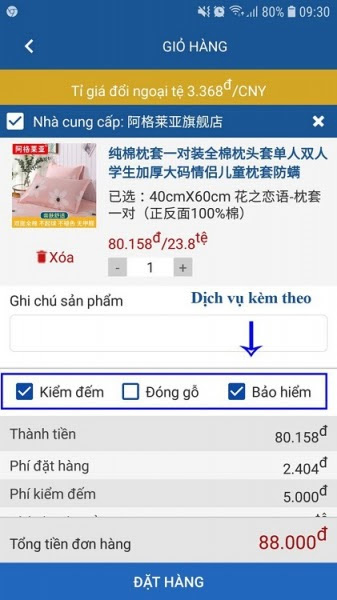 80% 09:30
GIỎ HÀNG
Tỉ giá đổi ngoại tệ 3.368đ/CNY
Nhà cung cấp: 阿格莱亚旗舰店
阿格莱亚
纯棉枕套一对装全棉枕头套单人双人
学生加厚大码情侣儿童枕套防螨
已选：40cmX60cm 花之恋语-枕套
一对（正反面100%棉）
80.158đ/23.8tệ
Xóa
- 1 +
Ghi chú sản phẩm
Dịch vụ kèm theo
Kiểm đếm
Đóng gỗ
Bảo hiểm
Thành tiền 80.158đ
Phí đặt hàng 2.404đ
Phí kiểm đếm 5.000đ
Tổng tiền đơn hàng 88.000đ
ĐẶT HÀNG